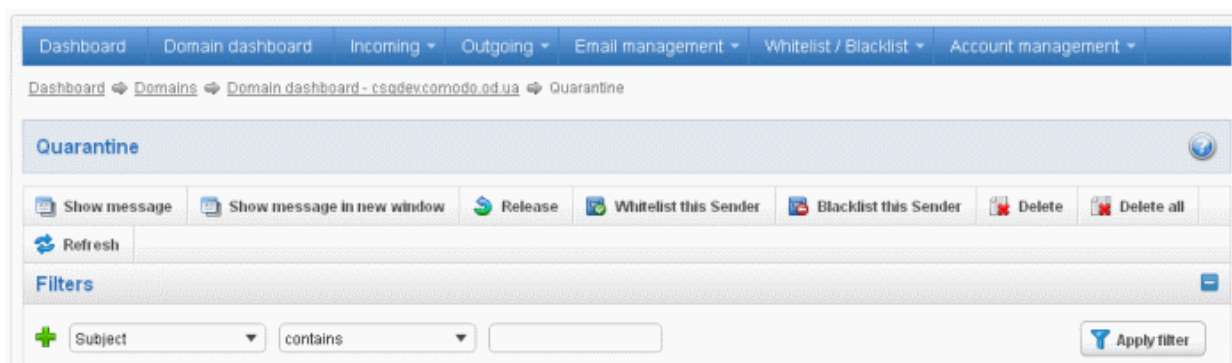 Dashboard Domain dashboard Incoming Outgoing Email management Whitelist / Blacklist Account management
Dashboard Domains Domain dashboard - csgdev.comodo.od.ua Quarantine
Quarantine
Show message Show message in new window Release Whitelist this Sender Blacklist this Sender Delete Delete all
Refresh
Filters
Subject contains Apply filter